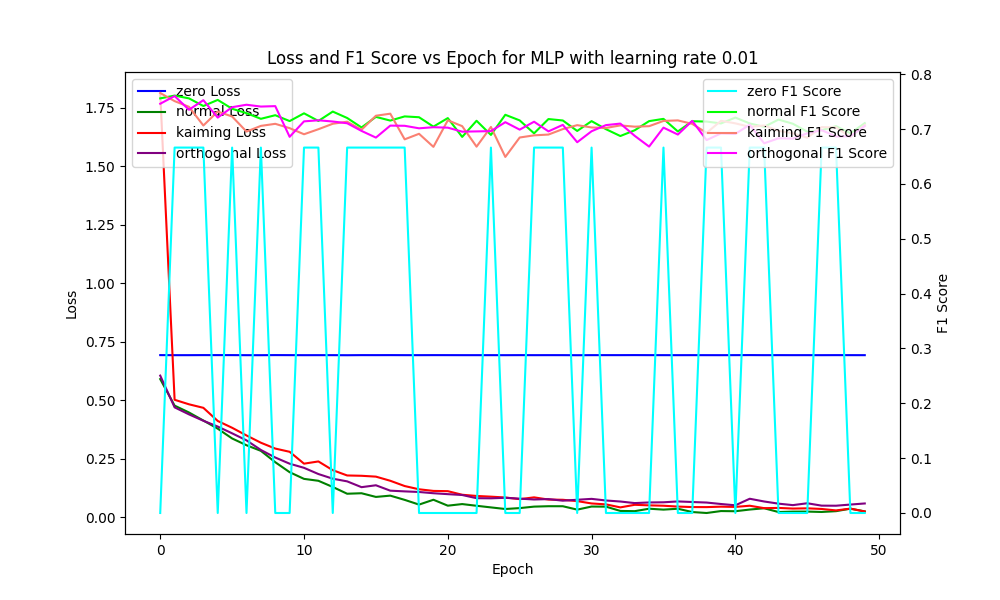 Loss and F1 Score vs Epoch for MLP with learning rate 0.01
zero Loss
normal Loss
kaiming Loss
orthogonal Loss
zero F1 Score
normal F1 Score
kaiming F1 Score
orthogonal F1 Score
1.75
1.50
1.25
1.00
0.75
0.50
0.25
0.00
Loss
0.8
0.7
0.6
0.5
0.4
0.3
0.2
0.1
0.0
F1 Score
0 10 20 30 40 50
Epoch